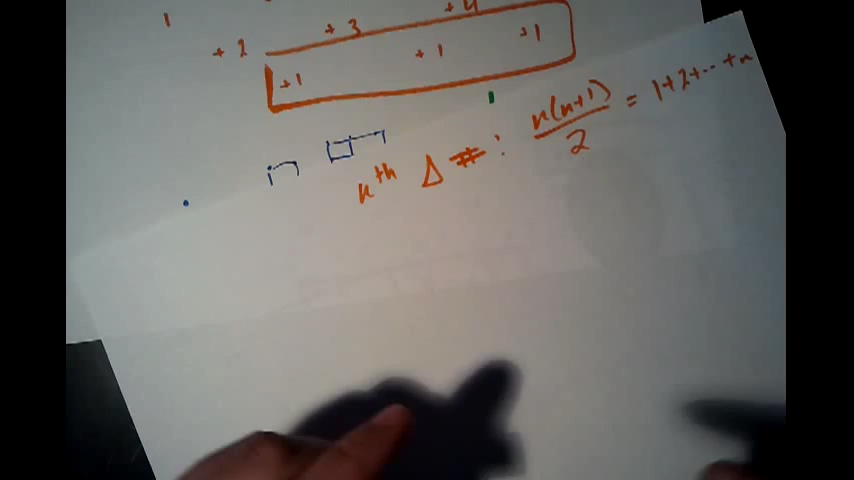 1
+2 +3 +4
+1 +1 +1
n^th Δ #: n(n+1)/2 = 1+2+...+n